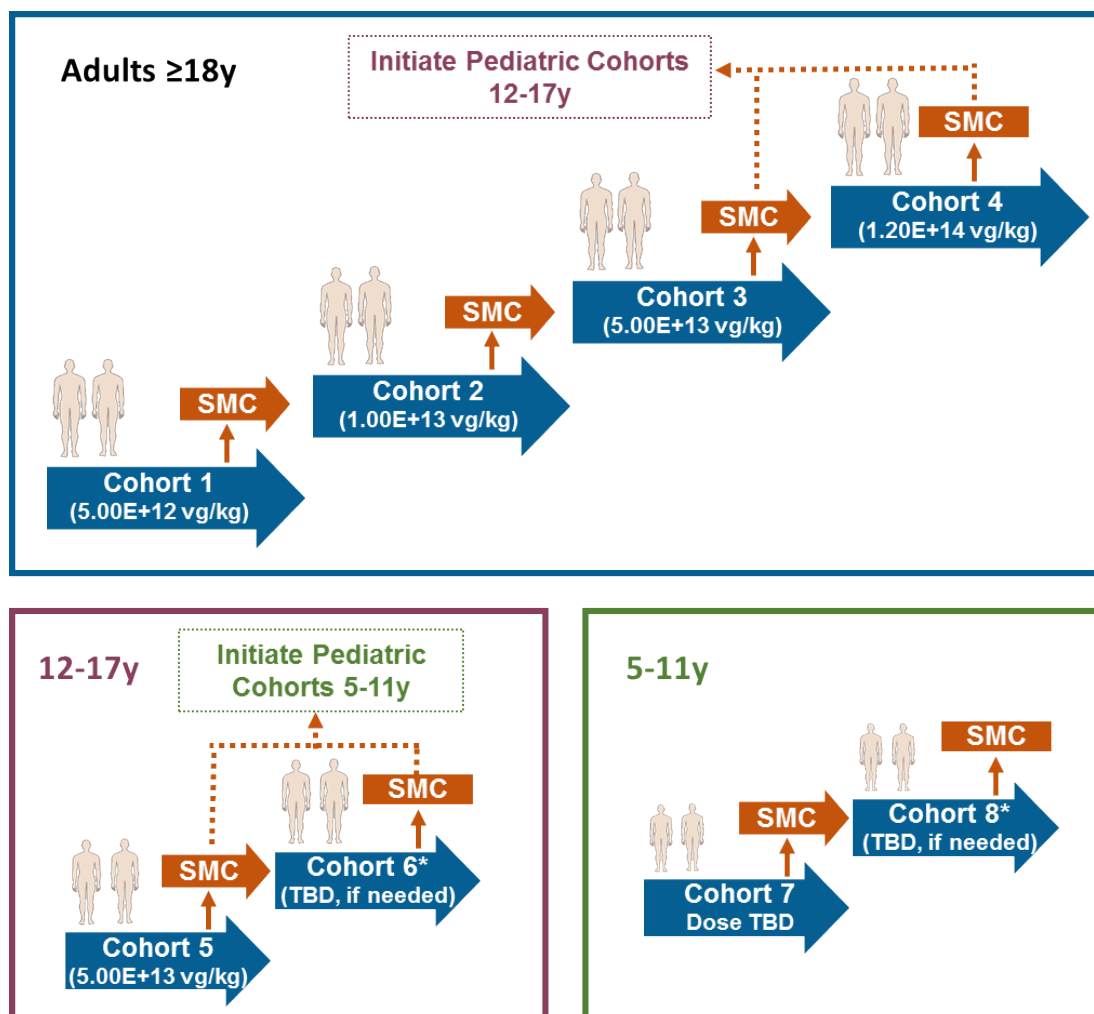 Adults ≥18y
Initiate Pediatric Cohorts
12-17y
SMC
Cohort 4
(1.20E+14 vg/kg)
SMC
Cohort 3
(5.00E+13 vg/kg)
SMC
Cohort 2
(1.00E+13 vg/kg)
SMC
Cohort 1
(5.00E+12 vg/kg)
12-17y
Initiate Pediatric
Cohorts 5-11y
SMC
Cohort 6*
(TBD, if needed)
SMC
Cohort 5
(5.00E+13 vg/kg)
5-11y
SMC
Cohort 8*
(TBD, if needed)
SMC
Cohort 7
Dose TBD